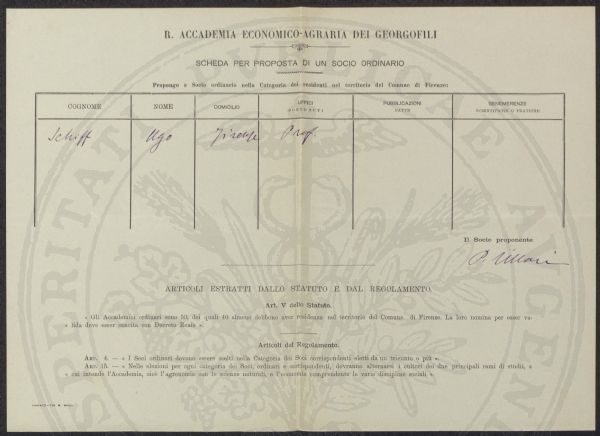 R. ACCADEMIA ECONOMICO-AGRARIA DEI GEORGOFILI
SCHEDA PER PROPOSTA DI UN SOCIO ORDINARIO
Propongo a Socio ordinario nella Categoria dei residenti nel territorio del Comune di Firenze:
COGNOME NOME DOMICILIO UFFICI PUBBLICAZIONI BENEMERENZE
SOSTENUTI FATTE SCIENTIFICHE O PRATICHE
Schiff Ugo Firenze Prof.
Il Socio proponente
P. Villari
ARTICOLI ESTRATTI DALLO STATUTO E DAL REGOLAMENTO.
Art. V dello Statuto.
« Gli Accademici ordinari sono 50, dei quali 40 almeno debbono aver residenza nel territorio del Comune di Firenze. La loro nomina per esser va-
« lida deve esser sancita con Decreto Reale ».
Articoli del Regolamento.
ART. 4. — « I Soci ordinari devono essere scelti nella Categoria dei Soci corrispondenti eletti da un triennio o più ».
ART. 15. — « Nelle elezioni per ogni categoria dei Soci, ordinari e corrispondenti, dovranno alternarsi i cultori dei due principali rami di studii, a
« cui intende l'Accademia, cioè l'agronomia con le scienze naturali, e l'economia comprendente le varie discipline sociali ».